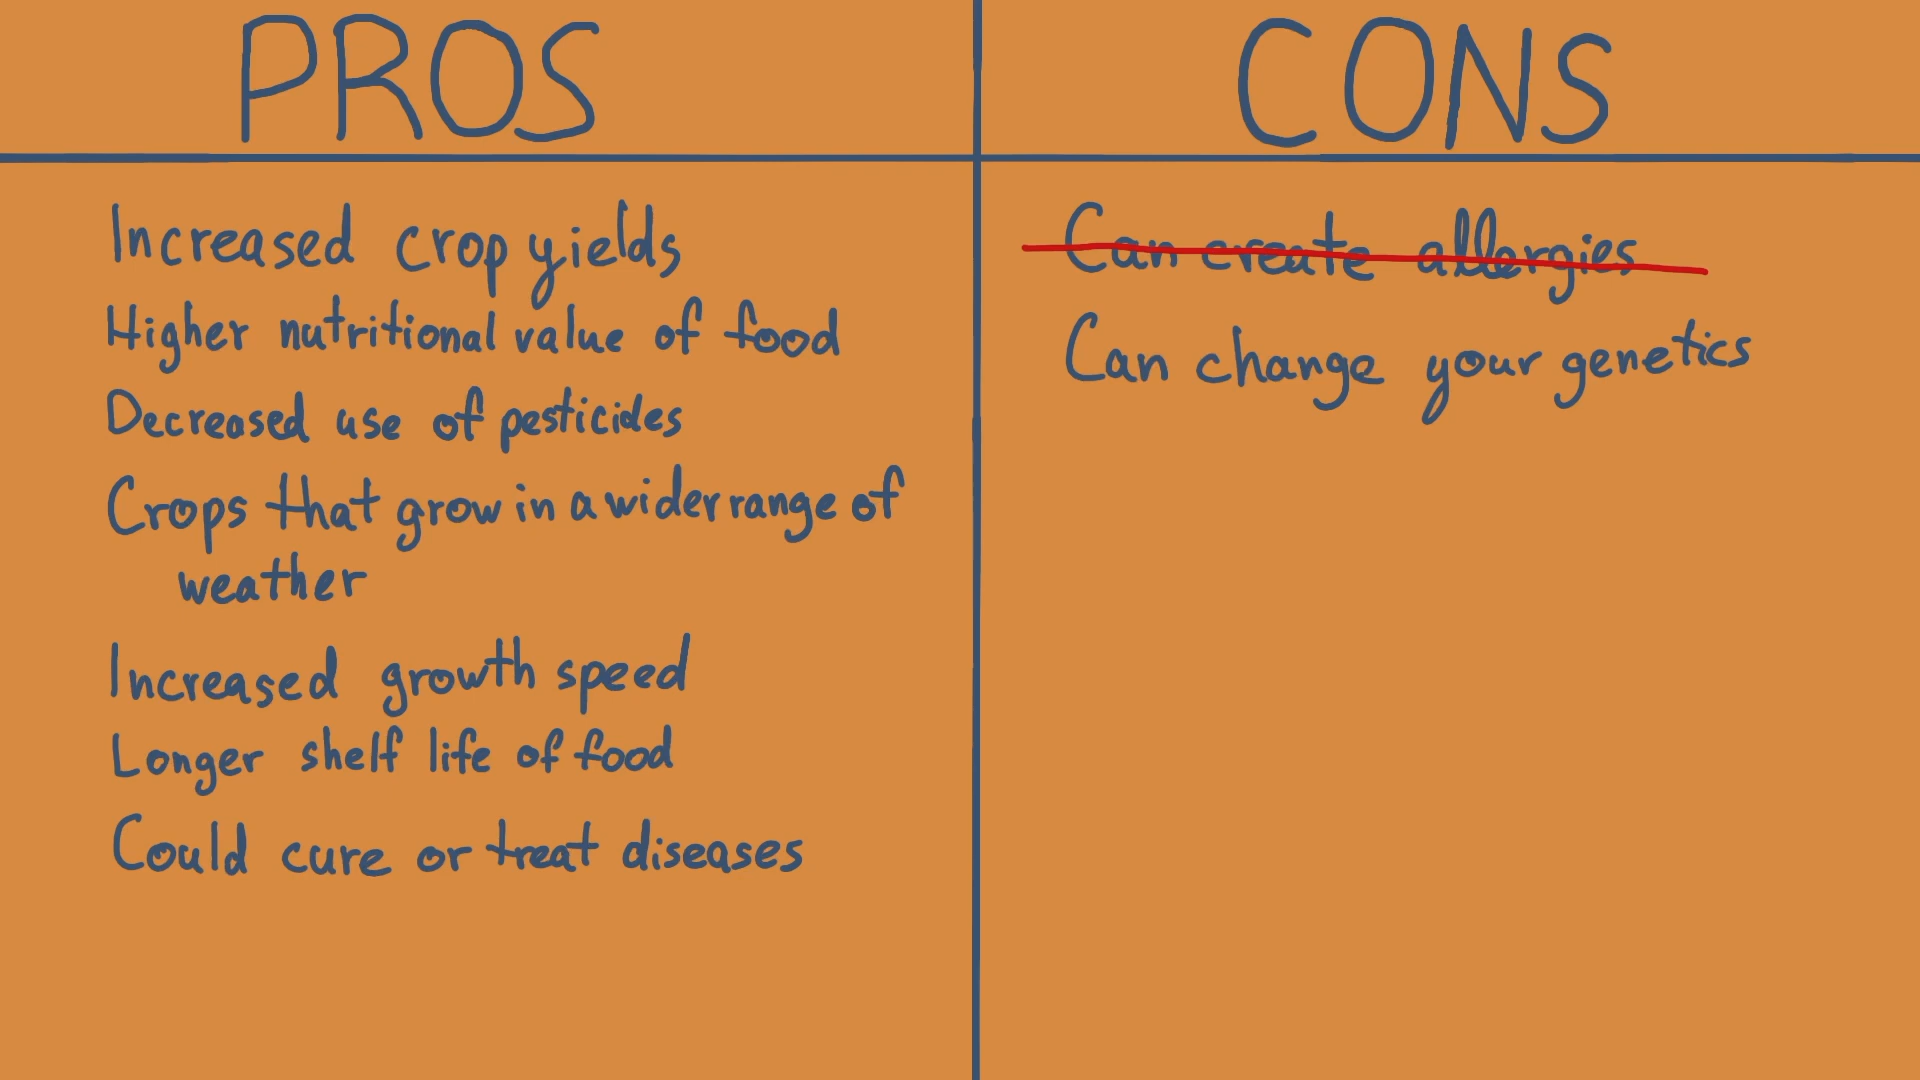 PROS
CONS
Increased crop yields
Higher nutritional value of food
Decreased use of pesticides
Crops that grow in a wider range of
weather
Increased growth speed
Longer shelf life of food
Could cure or treat diseases
Can create allergies
Can change your genetics